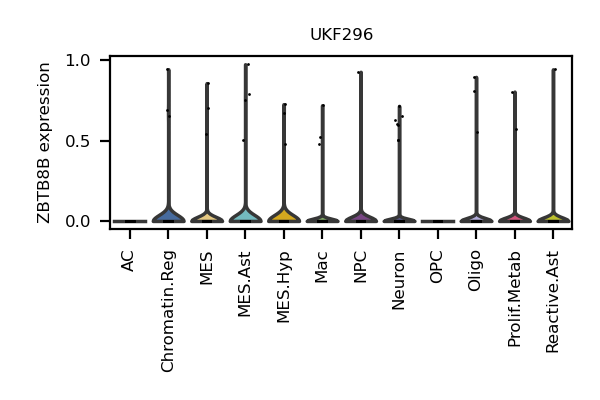 UKF296
ZBTB8B expression
1.0
0.5
0.0
AC
Chromatin.Reg
MES
MES.Ast
MES.Hyp
Mac
NPC
Neuron
OPC
Oligo
Prolif.Metab
Reactive.Ast